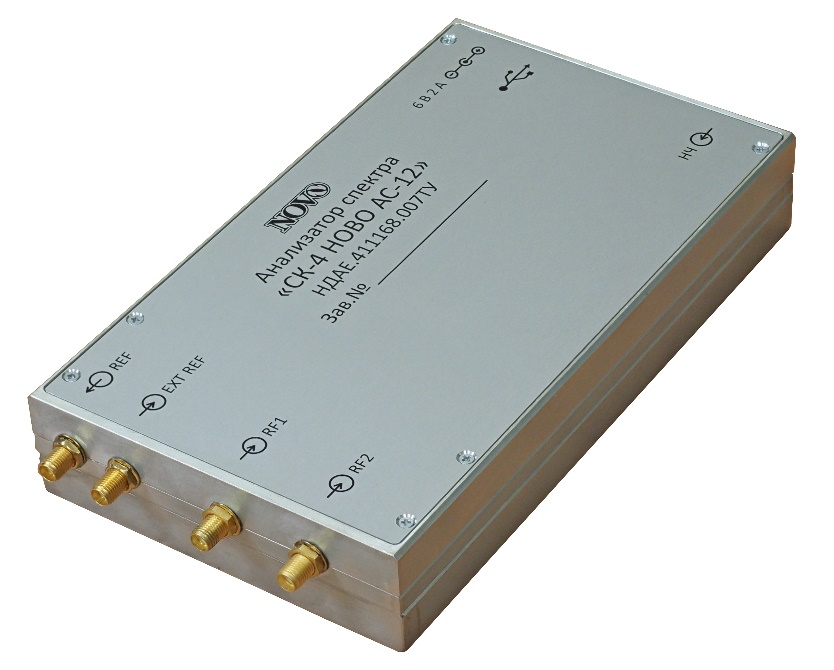 6 В 2 А
НЧ
NOVO
Анализатор спектра
«СК-4 НОВО АС-12»
НДАЕ.411168.007ТУ
Зав.№
REF
EXT REF
RF1
RF2